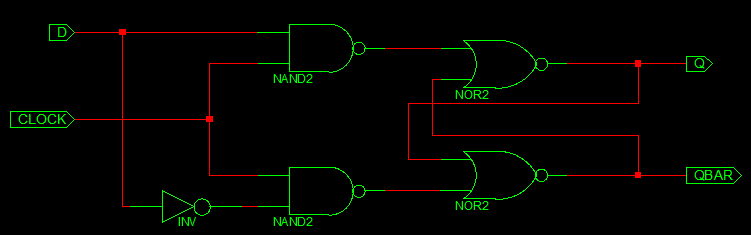 D
NAND2
NOR2
Q
CLOCK
INV
NAND2
NOR2
QBAR